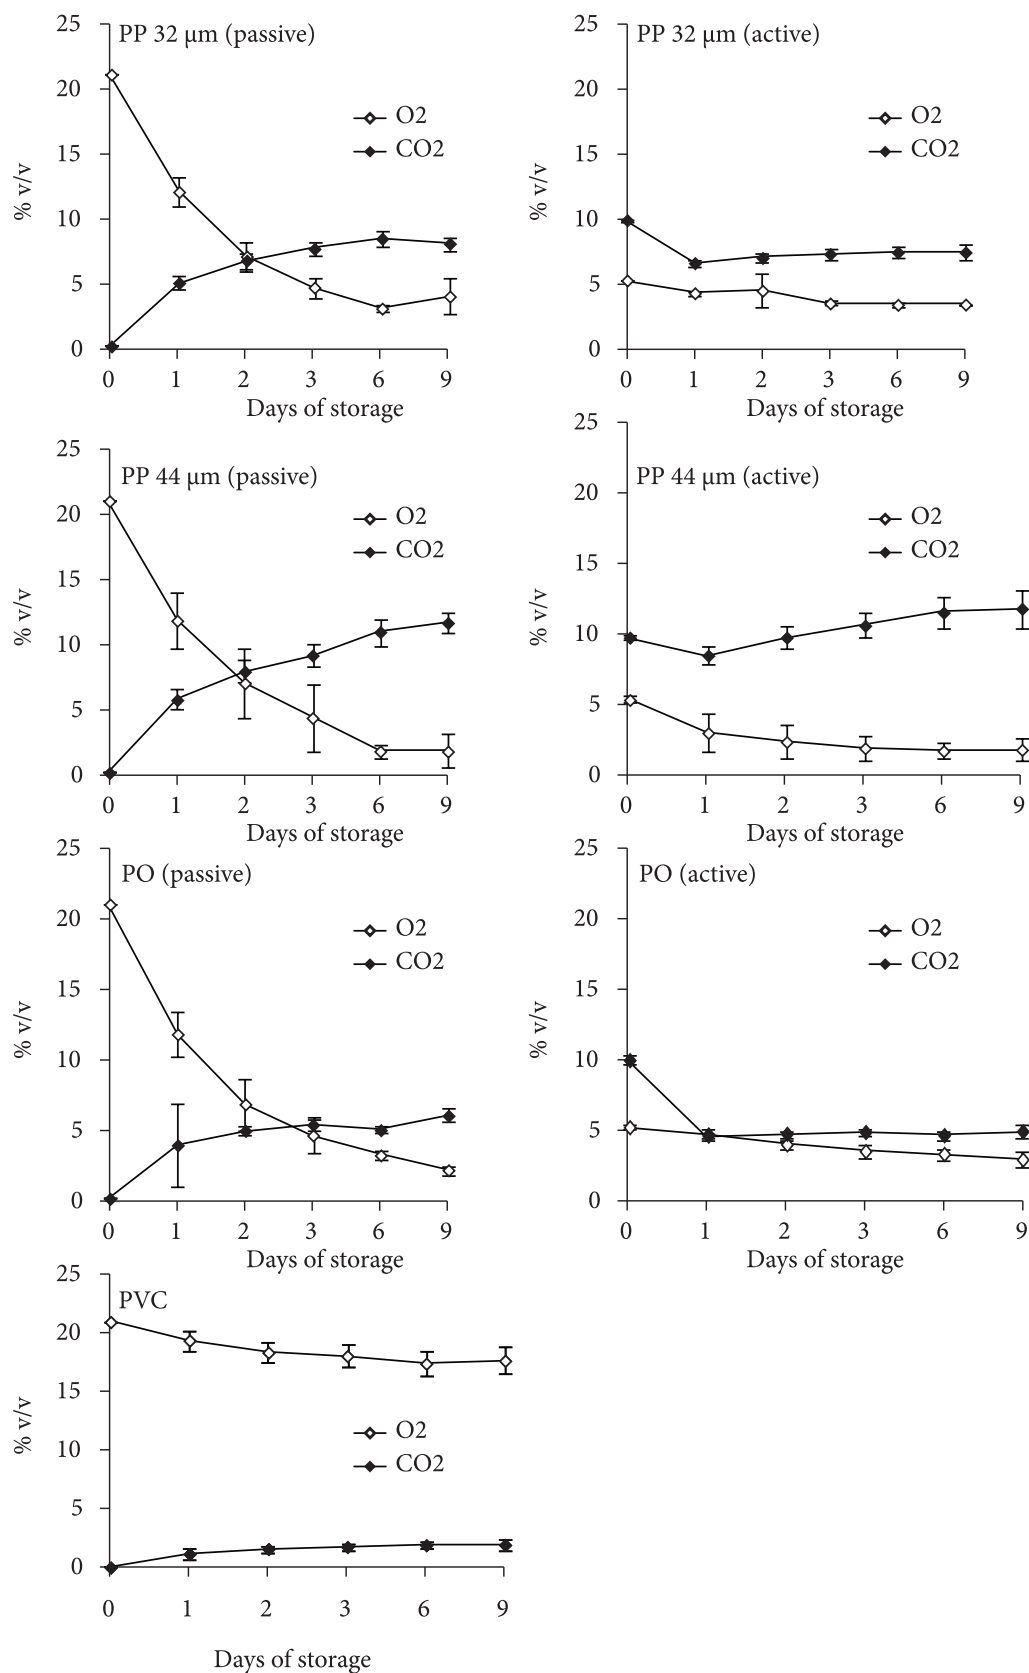 PP 32 µm (passive)
25
20
15
10
5
0
% v/v
O2
CO2
0 1 2 3 6 9
Days of storage
PP 32 µm (active)
25
20
15
10
5
0
% v/v
O2
CO2
0 1 2 3 6 9
Days of storage
PP 44 µm (passive)
25
20
15
10
5
0
% v/v
O2
CO2
0 1 2 3 6 9
Days of storage
PP 44 µm (active)
25
20
15
10
5
0
% v/v
O2
CO2
0 1 2 3 6 9
Days of storage
PO (passive)
25
20
15
10
5
0
% v/v
O2
CO2
0 1 2 3 6 9
Days of storage
PO (active)
25
20
15
10
5
0
% v/v
O2
CO2
0 1 2 3 6 9
Days of storage
PVC
25
20
15
10
5
0
% v/v
O2
CO2
0 1 2 3 6 9
Days of storage